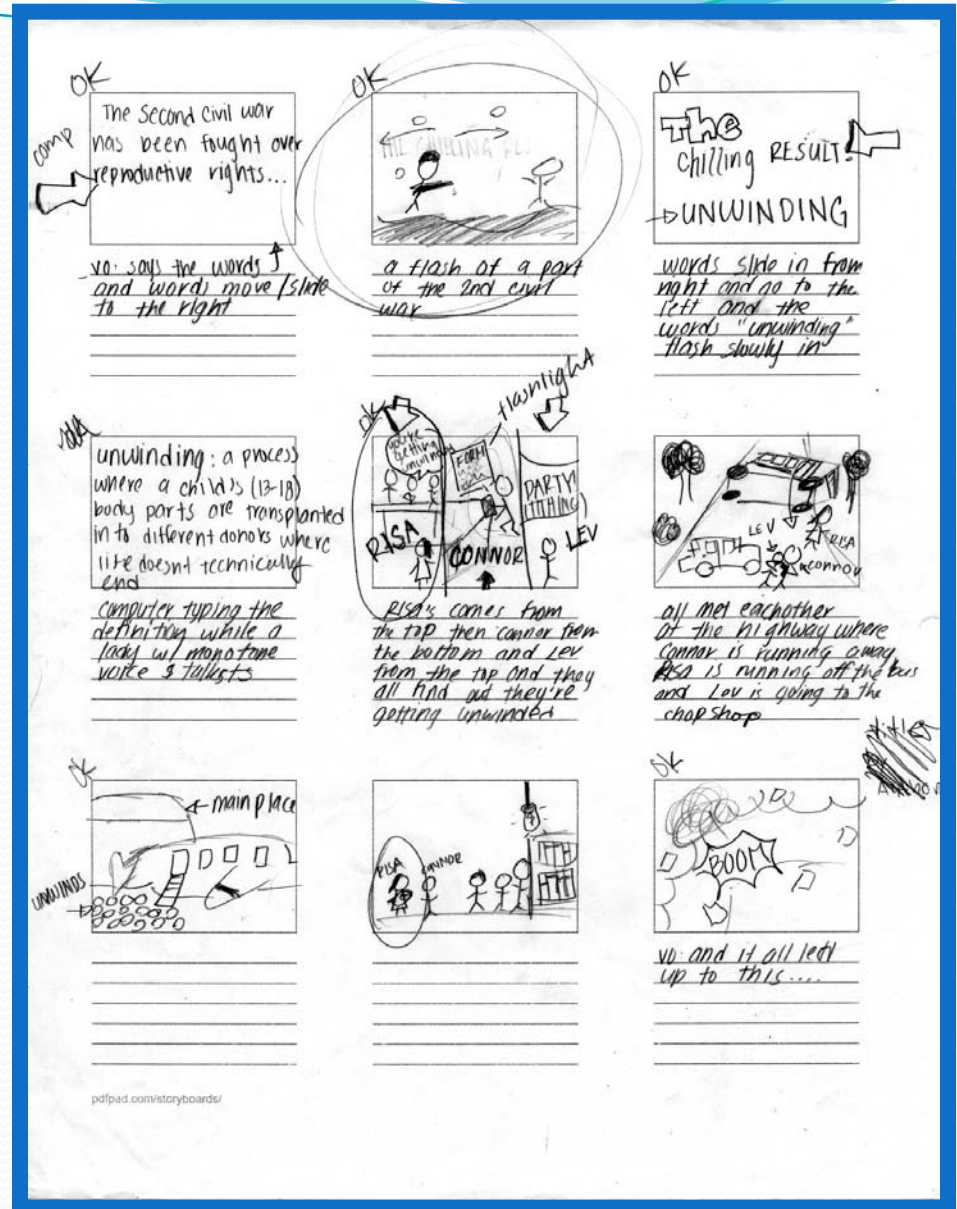 OK
comp
The Second Civil war
has been fought over
reproductive rights...
vo: says the words
and words move/slide
to the right
OK
a flash of a part
of the 2nd civil
war
OK
The
chilling RESULT:
UNWINDING
words slide in from
right and go to the
left and the
words "unwinding"
flash slowly in
unwinding: a process
where a child's (13-18)
body parts are transplanted
in to different donors where
life doesnt technically
end
computer typing the
definition while a
lady w/ monotone
voice
OK
flashlight
you're
getting
unwinded
FORM
PARTY!
(TITHING)
RISA
CONNOR
LEV
RISA's comes from
the top then connor from
the bottom and Lev
from the top and they
all find out they're
getting unwinded
LEV
RISA
connor
all met eachother
at the highway where
Connor is running away
RISA is running off the bus
and Lev is going to the
chop shop
OK
main place
UNWINDS
RISA
CONNOR
title
Author
OK
BOOM
vo: and it all led
up to this....
pdfpad.com/storyboards/